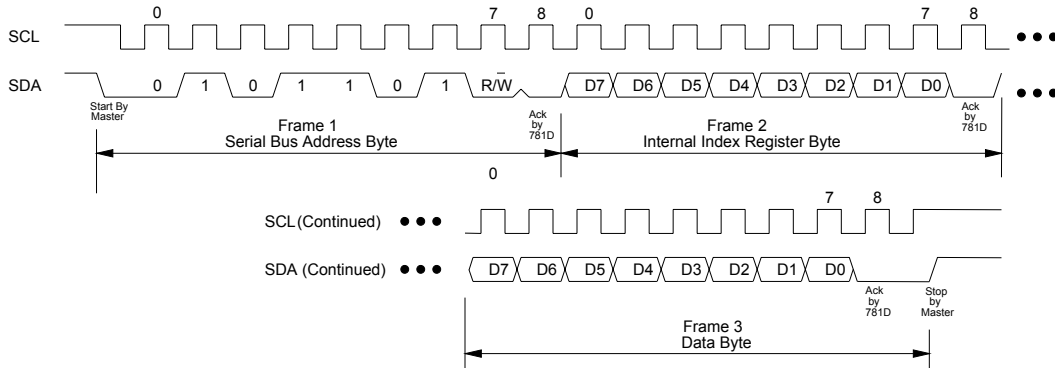 0 7 8 0 7 8
SCL
SDA 0 1 0 1 1 0 1 R/W̅ D7 D6 D5 D4 D3 D2 D1 D0
Start By
Master
Ack
by
781D
Ack
by
781D
Frame 1
Serial Bus Address Byte
Frame 2
Internal Index Register Byte
0 7 8
SCL(Continued)
SDA (Continued) D7 D6 D5 D4 D3 D2 D1 D0
Ack
by
781D
Stop
by
Master
Frame 3
Data Byte